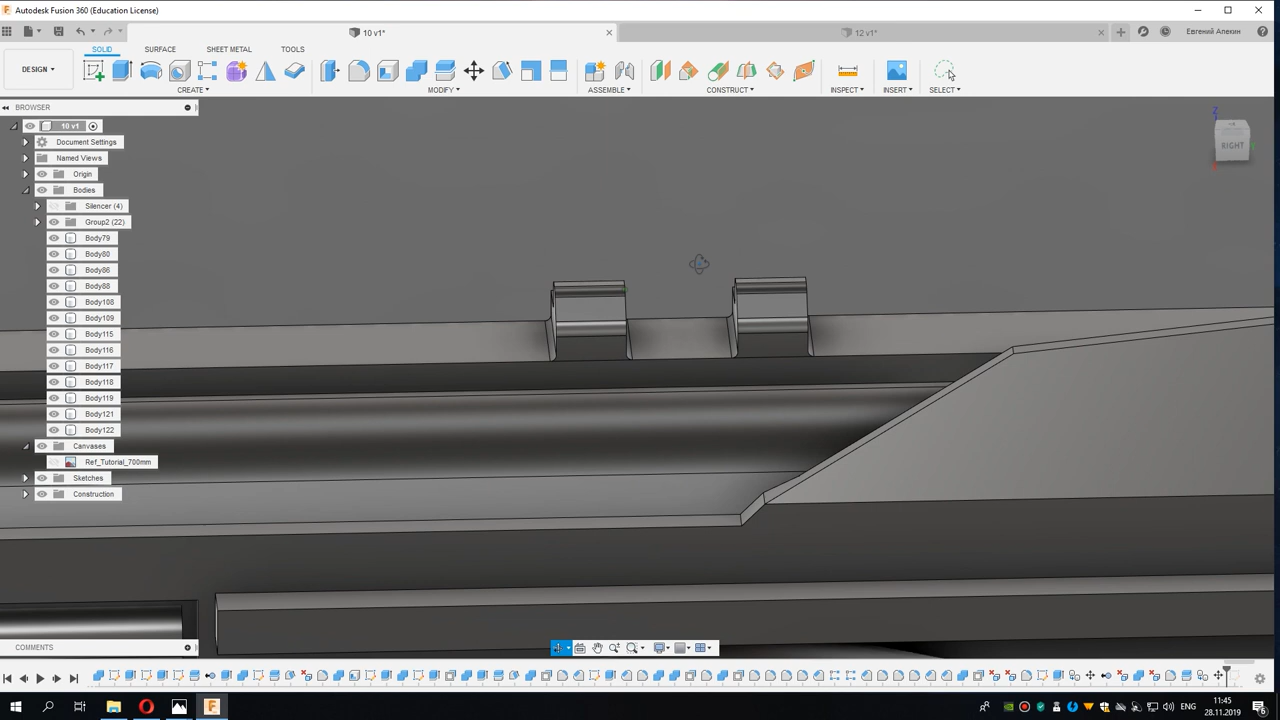 Autodesk Fusion 360 (Education License)
10 v1*
12 v1*
Евгений Апекин
DESIGN
SOLID
SURFACE
SHEET METAL
TOOLS
CREATE
MODIFY
ASSEMBLE
CONSTRUCT
INSPECT
INSERT
SELECT
BROWSER
10 v1
Document Settings
Named Views
Origin
Bodies
Silencer (4)
Group2 (22)
Body79
Body80
Body86
Body88
Body108
Body109
Body115
Body116
Body117
Body118
Body119
Body121
Body122
Canvases
Ref_Tutorial_700mm
Sketches
Construction
Z
RIGHT
COMMENTS
ENG
11:45
28.11.2019
6